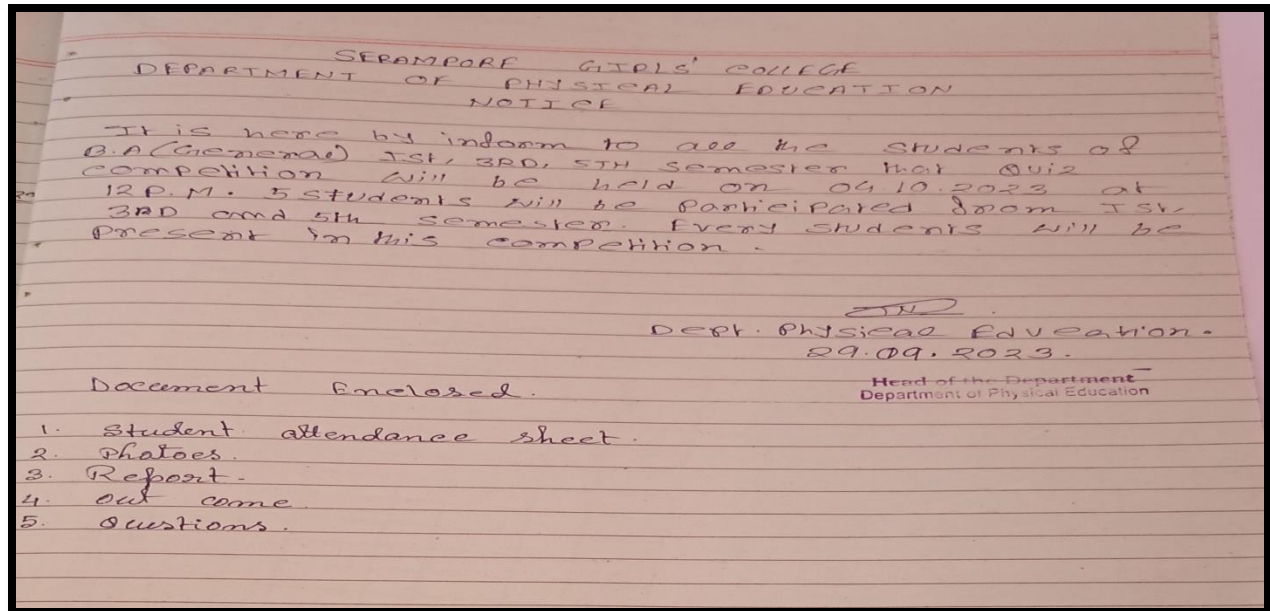 SERAMPORE GIRLS' COLLEGE
DEPARTMENT OF PHYSICAL EDUCATION
NOTICE
It is here by inform to all the students of
B.A (General) Ist, 3RD, 5TH semester that Quiz
competition will be held on 04.10.2023 at
12 P.M. 5 students will be participated from Ist,
3RD and 5th semester. Every students will be
present in this competition.
Dept. Physical Education.
29.09.2023.
Head of the Department
Department of Physical Education
Document Enclosed.
1. Student attendance sheet.
2. Photoes.
3. Report-
4. Out come
5. Questions.